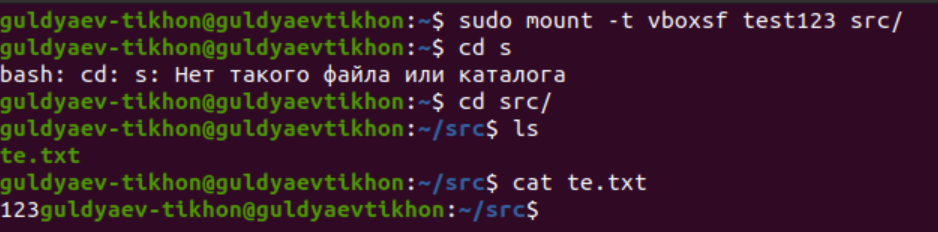 guldyaev-tikhon@guldyaevtikhon:~$ sudo mount -t vboxsf test123 src/
guldyaev-tikhon@guldyaevtikhon:~$ cd s
bash: cd: s: Нет такого файла или каталога
guldyaev-tikhon@guldyaevtikhon:~$ cd src/
guldyaev-tikhon@guldyaevtikhon:~/src$ ls
te.txt
guldyaev-tikhon@guldyaevtikhon:~/src$ cat te.txt
123guldyaev-tikhon@guldyaevtikhon:~/src$